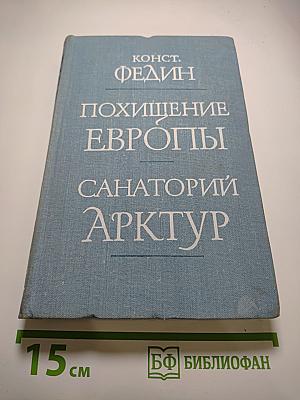 КОНСТ.
ФЕДИН
ПОХИЩЕНИЕ
ЕВРОПЫ
САНАТОРИЙ
АРКТУР
15 см
БФ БИБЛИОФАН